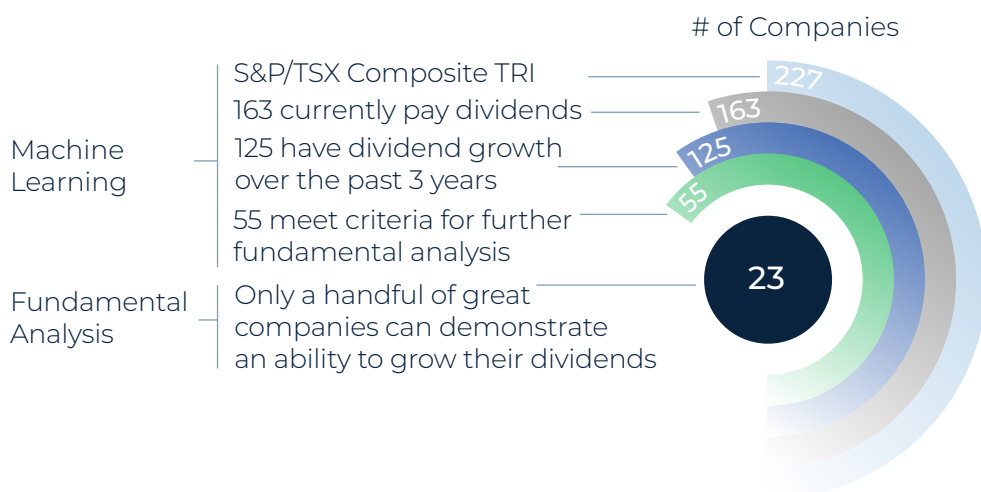 # of Companies
S&P/TSX Composite TRI
227
163 currently pay dividends
163
Machine
Learning
125 have dividend growth
over the past 3 years
125
55 meet criteria for further
fundamental analysis
55
Fundamental
Analysis
Only a handful of great
companies can demonstrate
an ability to grow their dividends
23